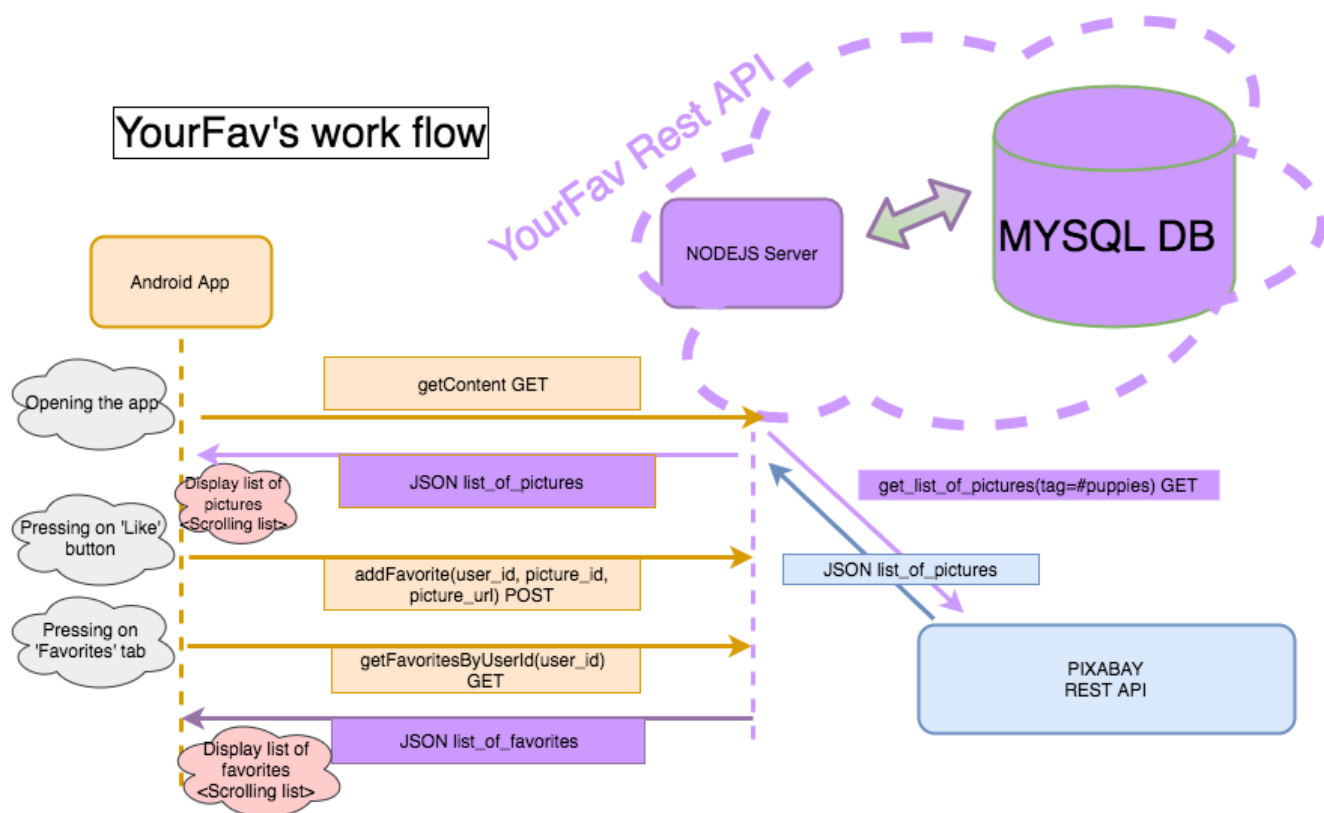 YourFav's work flow
YourFav Rest API
MYSQL DB
NODEJS Server
Android App
Opening the app
getContent GET
JSON list_of_pictures
Display list of
pictures
<Scrolling list>
get_list_of_pictures(tag=#puppies) GET
JSON list_of_pictures
Pressing on 'Like'
button
addFavorite(user_id, picture_id,
picture_url) POST
Pressing on
'Favorites' tab
getFavoritesByUserId(user_id)
GET
PIXABAY
REST API
JSON list_of_favorites
Display list of
favorites
<Scrolling list>